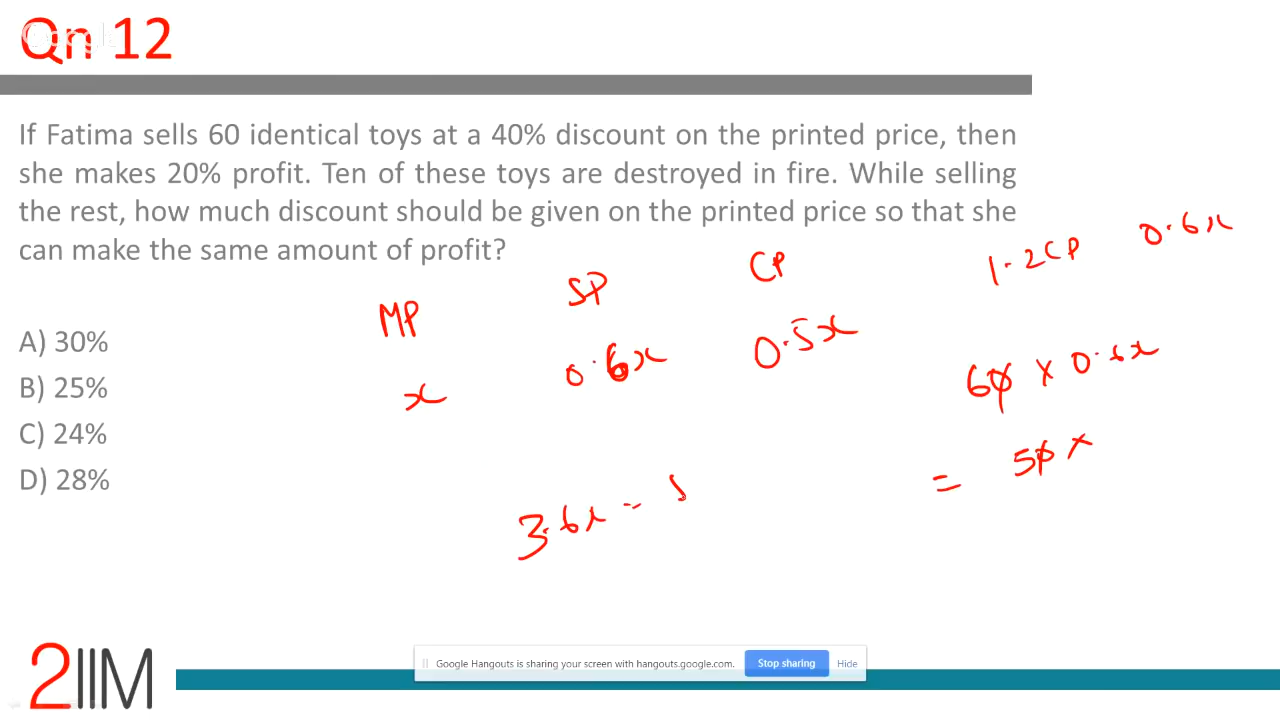 Qn 12
If Fatima sells 60 identical toys at a 40% discount on the printed price, then
she makes 20% profit. Ten of these toys are destroyed in fire. While selling
the rest, how much discount should be given on the printed price so that she
can make the same amount of profit?
MP SP CP 1.2CP 0.6x
A) 30%
x 0.6x 0.5x 60 x 0.6x
B) 25%
C) 24%
= 50 x
D) 28%
3.6x =
2IIM
Google Hangouts is sharing your screen with hangouts.google.com. Stop sharing Hide